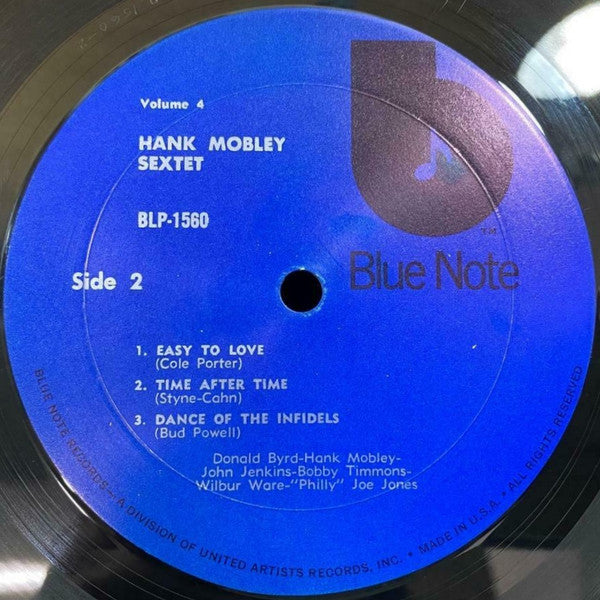 Volume 4
HANK MOBLEY
SEXTET
BLP-1560
Side 2
b
TM
Blue Note
1. EASY TO LOVE
(Cole Porter)
2. TIME AFTER TIME
(Styne-Cahn)
3. DANCE OF THE INFIDELS
(Bud Powell)
Donald Byrd-Hank Mobley-
John Jenkins-Bobby Timmons-
Wilbur Ware-"Philly" Joe Jones
BLUE NOTE RECORDS—A DIVISION OF UNITED ARTISTS RECORDS, INC. • MADE IN U.S.A. • ALL RIGHTS RESERVED